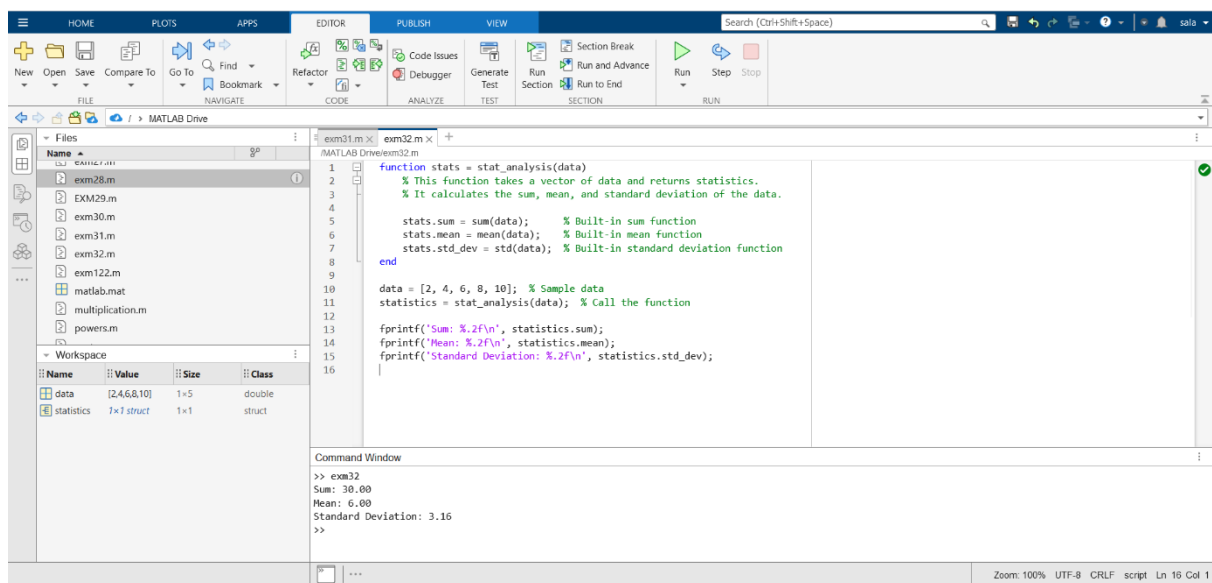 HOME PLOTS APPS EDITOR PUBLISH VIEW Search (Ctrl+Shift+Space) sala
New Open Save Compare To Go To Find Bookmark Refactor Code Issues Debugger Generate Test Run Section Section Break Run and Advance Run to End Run Step Stop
FILE NAVIGATE CODE ANALYZE TEST SECTION RUN
/ > MATLAB Drive
Files
Name
exm28.m
EXM29.m
exm30.m
exm31.m
exm32.m
exm122.m
matlab.mat
multiplication.m
powers.m
Workspace
Name Value Size Class
data [2,4,6,8,10] 1×5 double
statistics 1×1 struct 1×1 struct
exm31.m × exm32.m × +
/MATLAB Drive/exm32.m
1 function stats = stat_analysis(data)
2 % This function takes a vector of data and returns statistics.
3 % It calculates the sum, mean, and standard deviation of the data.
4
5 stats.sum = sum(data); % Built-in sum function
6 stats.mean = mean(data); % Built-in mean function
7 stats.std_dev = std(data); % Built-in standard deviation function
8 end
9
10 data = [2, 4, 6, 8, 10]; % Sample data
11 statistics = stat_analysis(data); % Call the function
12
13 fprintf('Sum: %.2f\n', statistics.sum);
14 fprintf('Mean: %.2f\n', statistics.mean);
15 fprintf('Standard Deviation: %.2f\n', statistics.std_dev);
16
Command Window
>> exm32
Sum: 30.00
Mean: 6.00
Standard Deviation: 3.16
>>
Zoom: 100% UTF-8 CRLF script Ln 16 Col 1